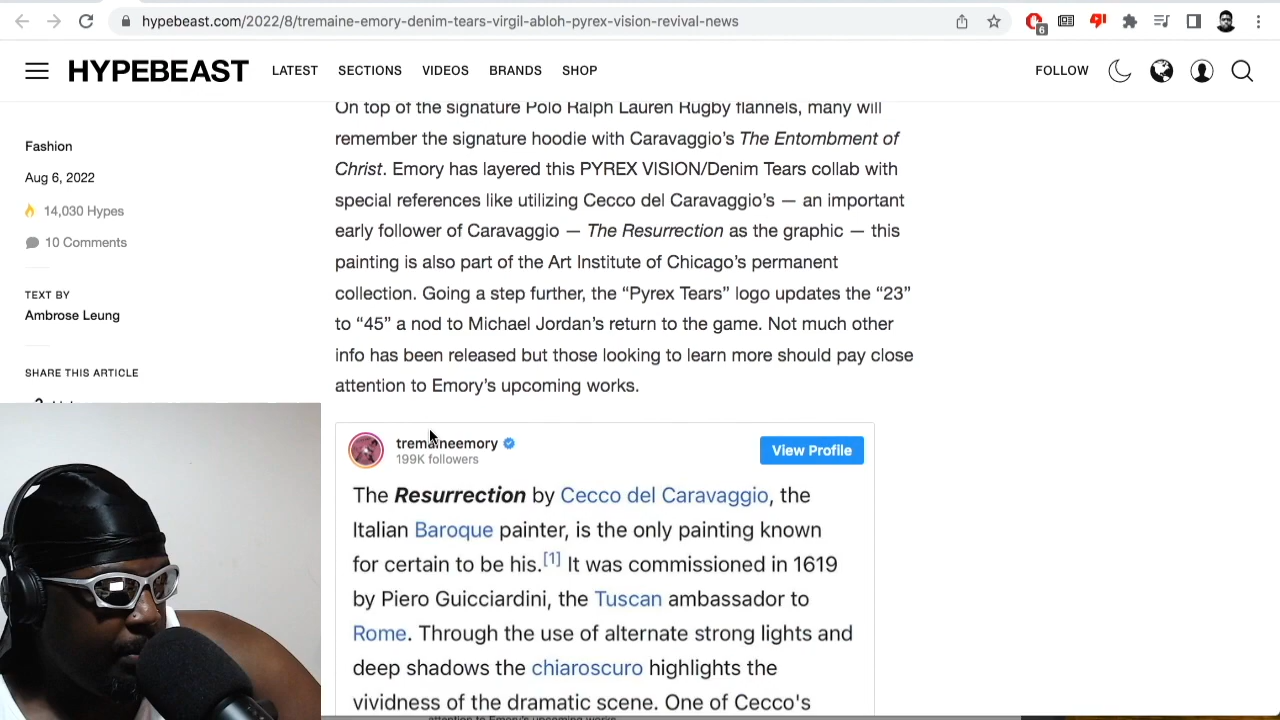 hypebeast.com/2022/8/tremaine-emory-denim-tears-virgil-abloh-pyrex-vision-revival-news
6
HYPEBEAST
LATEST
SECTIONS
VIDEOS
BRANDS
SHOP
FOLLOW
Fashion
Aug 6, 2022
14,030 Hypes
10 Comments
TEXT BY
Ambrose Leung
SHARE THIS ARTICLE
On top of the signature Polo Ralph Lauren Rugby flannels, many will
remember the signature hoodie with Caravaggio's The Entombment of
Christ. Emory has layered this PYREX VISION/Denim Tears collab with
special references like utilizing Cecco del Caravaggio's — an important
early follower of Caravaggio — The Resurrection as the graphic — this
painting is also part of the Art Institute of Chicago's permanent
collection. Going a step further, the “Pyrex Tears” logo updates the “23”
to “45” a nod to Michael Jordan's return to the game. Not much other
info has been released but those looking to learn more should pay close
attention to Emory's upcoming works.
tremaineemory
199K followers
View Profile
The Resurrection by Cecco del Caravaggio, the
Italian Baroque painter, is the only painting known
for certain to be his.[1] It was commissioned in 1619
by Piero Guicciardini, the Tuscan ambassador to
Rome. Through the use of alternate strong lights and
deep shadows the chiaroscuro highlights the
vividness of the dramatic scene. One of Cecco's
attention to Emory's upcoming works